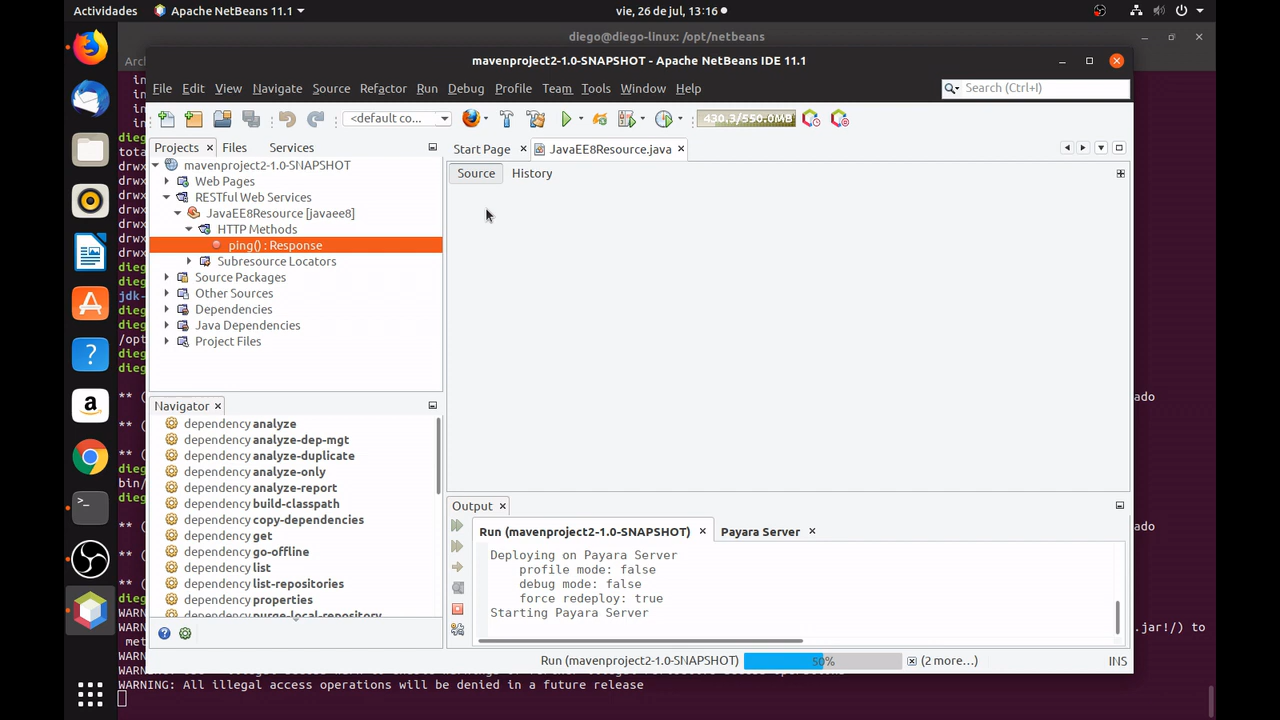 Actividades
Apache NetBeans 11.1
vie, 26 de jul, 13:16
diego@diego-linux: /opt/netbeans
mavenproject2-1.0-SNAPSHOT - Apache NetBeans IDE 11.1
File Edit View Navigate Source Refactor Run Debug Profile Team Tools Window Help
Search (Ctrl+I)
<default co...
430.3/550.0MB
Projects Files Services
Start Page JavaEE8Resource.java
Source History
mavenproject2-1.0-SNAPSHOT
Web Pages
RESTful Web Services
JavaEE8Resource [javaee8]
HTTP Methods
ping() : Response
Subresource Locators
Source Packages
Other Sources
Dependencies
Java Dependencies
Project Files
Navigator
dependency analyze
dependency analyze-dep-mgt
dependency analyze-duplicate
dependency analyze-only
dependency analyze-report
dependency build-classpath
dependency copy-dependencies
dependency get
dependency go-offline
dependency list
dependency list-repositories
dependency properties
dependency purge-local-repository
Output
Run (mavenproject2-1.0-SNAPSHOT) Payara Server
Deploying on Payara Server
profile mode: false
debug mode: false
force redeploy: true
Starting Payara Server
Run (mavenproject2-1.0-SNAPSHOT) 50% (2 more...) INS
WARNING: All illegal access operations will be denied in a future release